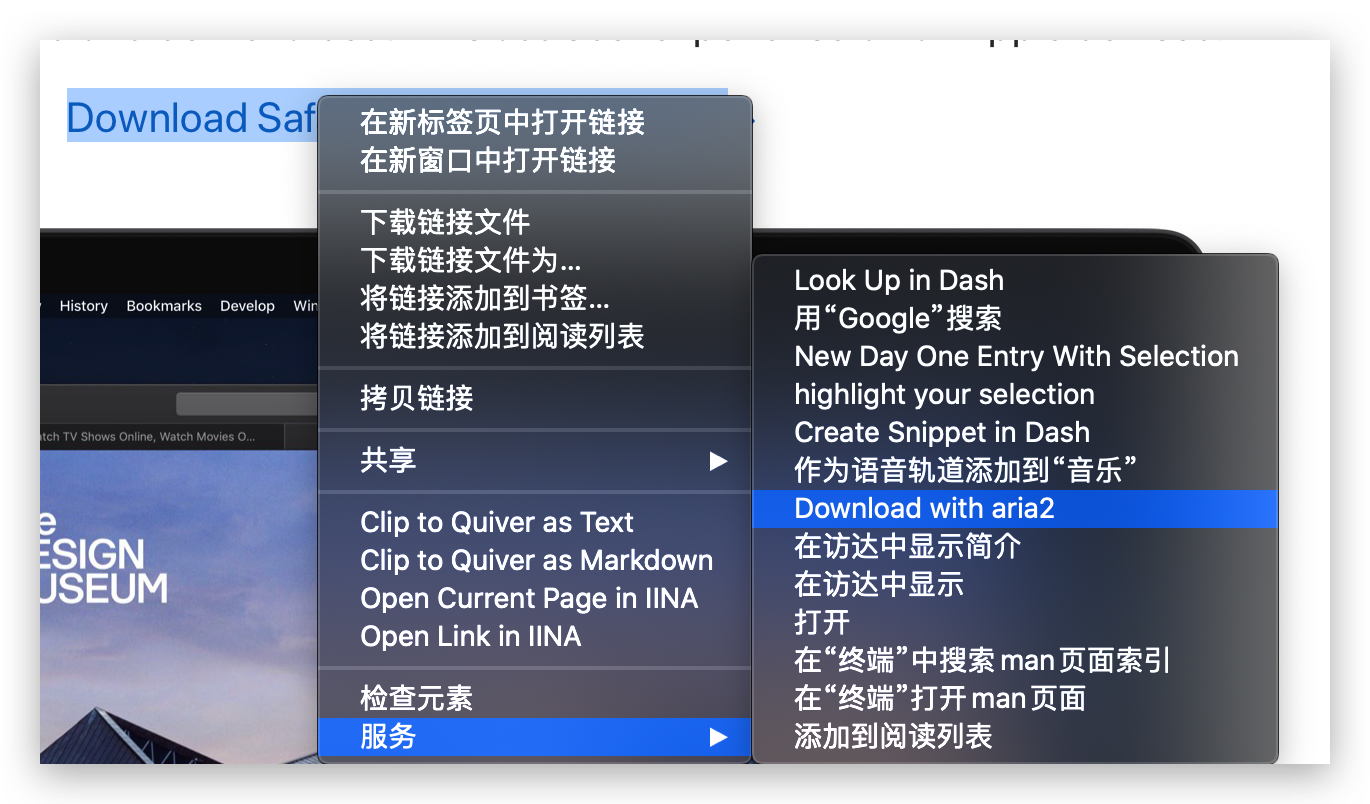 Download Saf
在新标签页中打开链接
在新窗口中打开链接
下载链接文件
下载链接文件为...
将链接添加到书签...
将链接添加到阅读列表
拷贝链接
共享
Clip to Quiver as Text
Clip to Quiver as Markdown
Open Current Page in IINA
Open Link in IINA
检查元素
服务
Look Up in Dash
用“Google”搜索
New Day One Entry With Selection
highlight your selection
Create Snippet in Dash
作为语音轨道添加到“音乐”
Download with aria2
在访达中显示简介
在访达中显示
打开
在“终端”中搜索man页面索引
在“终端”打开man页面
添加到阅读列表
History Bookmarks Develop Win
atch TV Shows Online, Watch Movies O...
e
ESIGN
USEUM